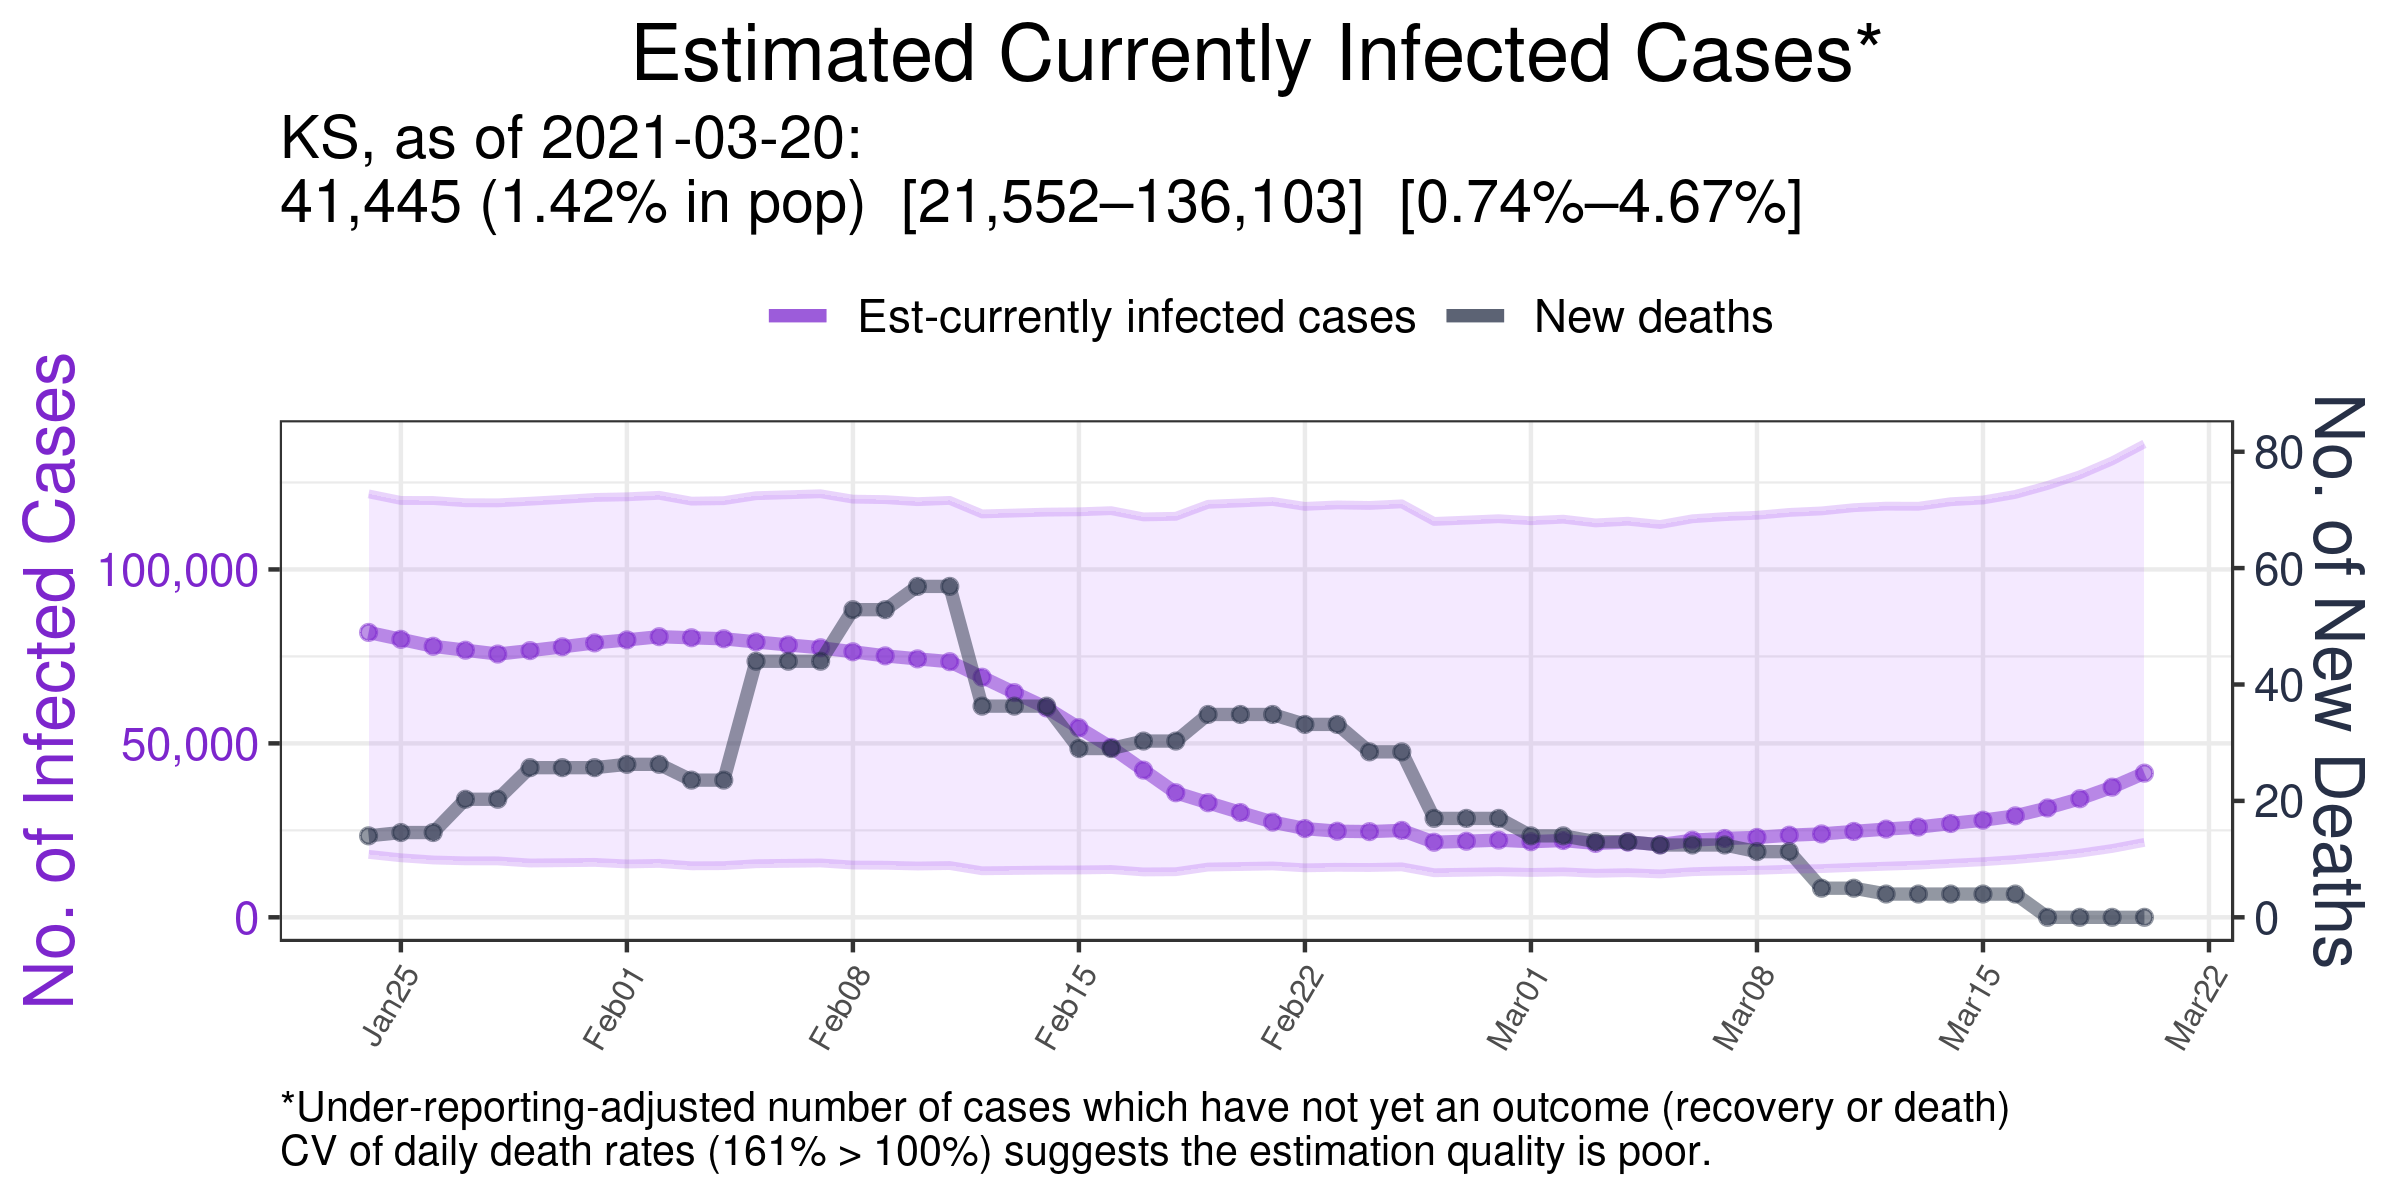 Estimated Currently Infected Cases*
KS, as of 2021-03-20:
41,445 (1.42% in pop)  [21,552–136,103]  [0.74%–4.67%]
Est-currently infected cases
New deaths
No. of Infected Cases
100,000
50,000
0
80
60
40
20
0
No. of New Deaths
Jan25
Feb01
Feb08
Feb15
Feb22
Mar01
Mar08
Mar15
Mar22
*Under-reporting-adjusted number of cases which have not yet an outcome (recovery or death)
CV of daily death rates (161% > 100%) suggests the estimation quality is poor.